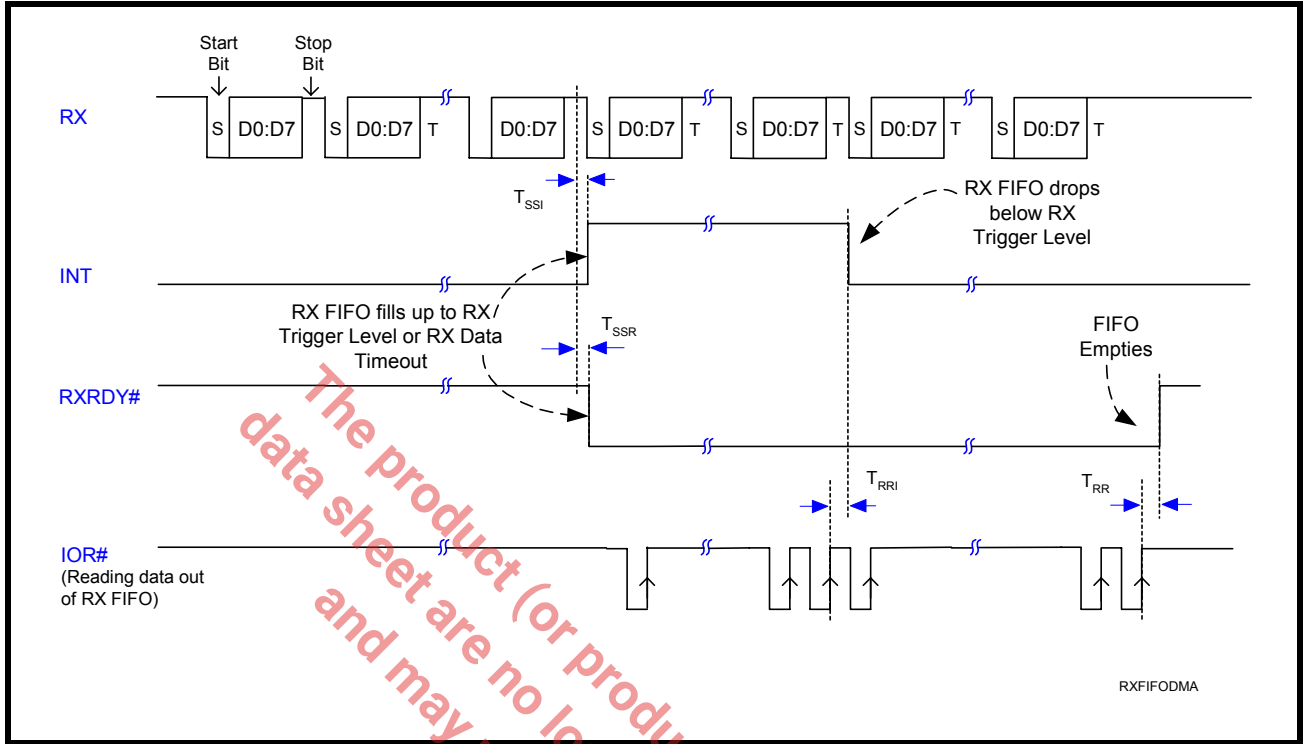 Start
Bit
Stop
Bit
RX
S D0:D7 S D0:D7 T D0:D7 S D0:D7 T S D0:D7 T S D0:D7 T S D0:D7 T
TSSI
RX FIFO drops
below RX
Trigger Level
INT
RX FIFO fills up to RX
Trigger Level or RX Data
Timeout
TSSR
FIFO
Empties
RXRDY#
TRRI
TRR
IOR#
(Reading data out
of RX FIFO)
RXFIFODMA
The product (or produ
data sheet are no lo
and may